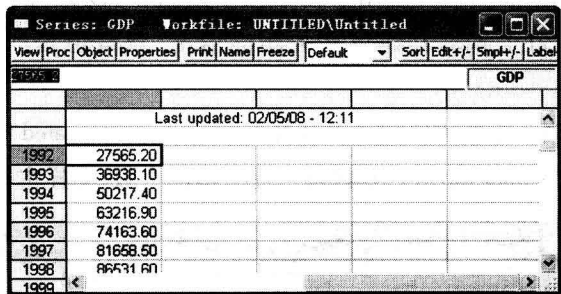 Series: GDP Workfile: UNTITLED\Untitled
View Proc Object Properties Print Name Freeze Default Sort Edit+/- Smpl+/- Label
GDP
Last updated: 02/05/08 - 12:11
1992 27565.20
1993 36938.10
1994 50217.40
1995 63216.90
1996 74163.60
1997 81658.50
1998 86531.60
1999